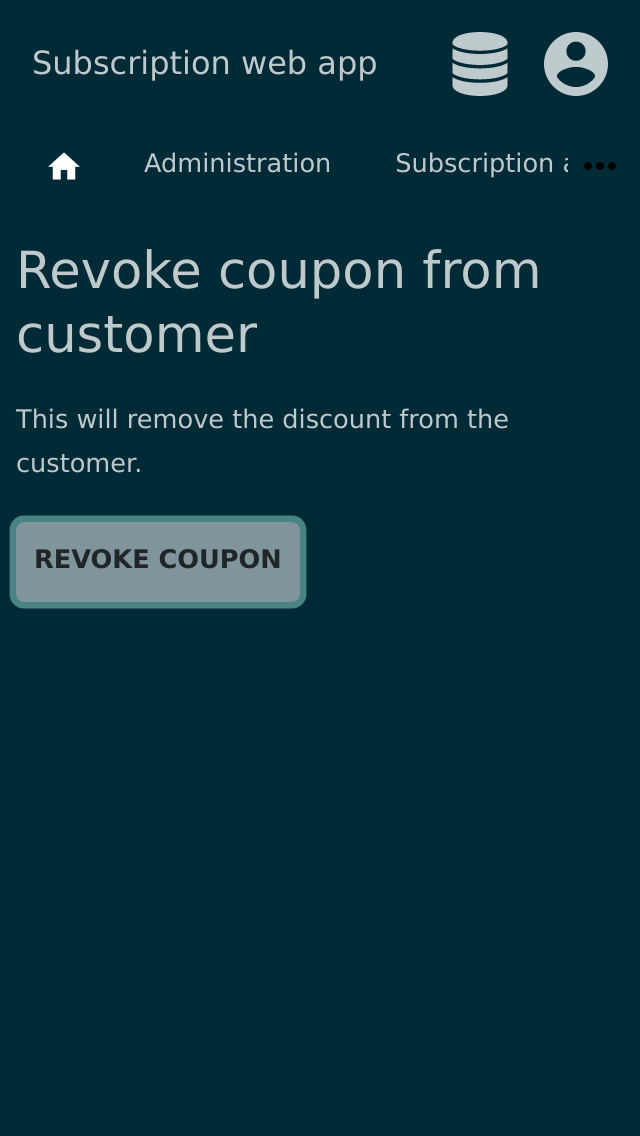 Subscription web app
Administration
Subscription
Revoke coupon from
customer
This will remove the discount from the
customer.
REVOKE COUPON